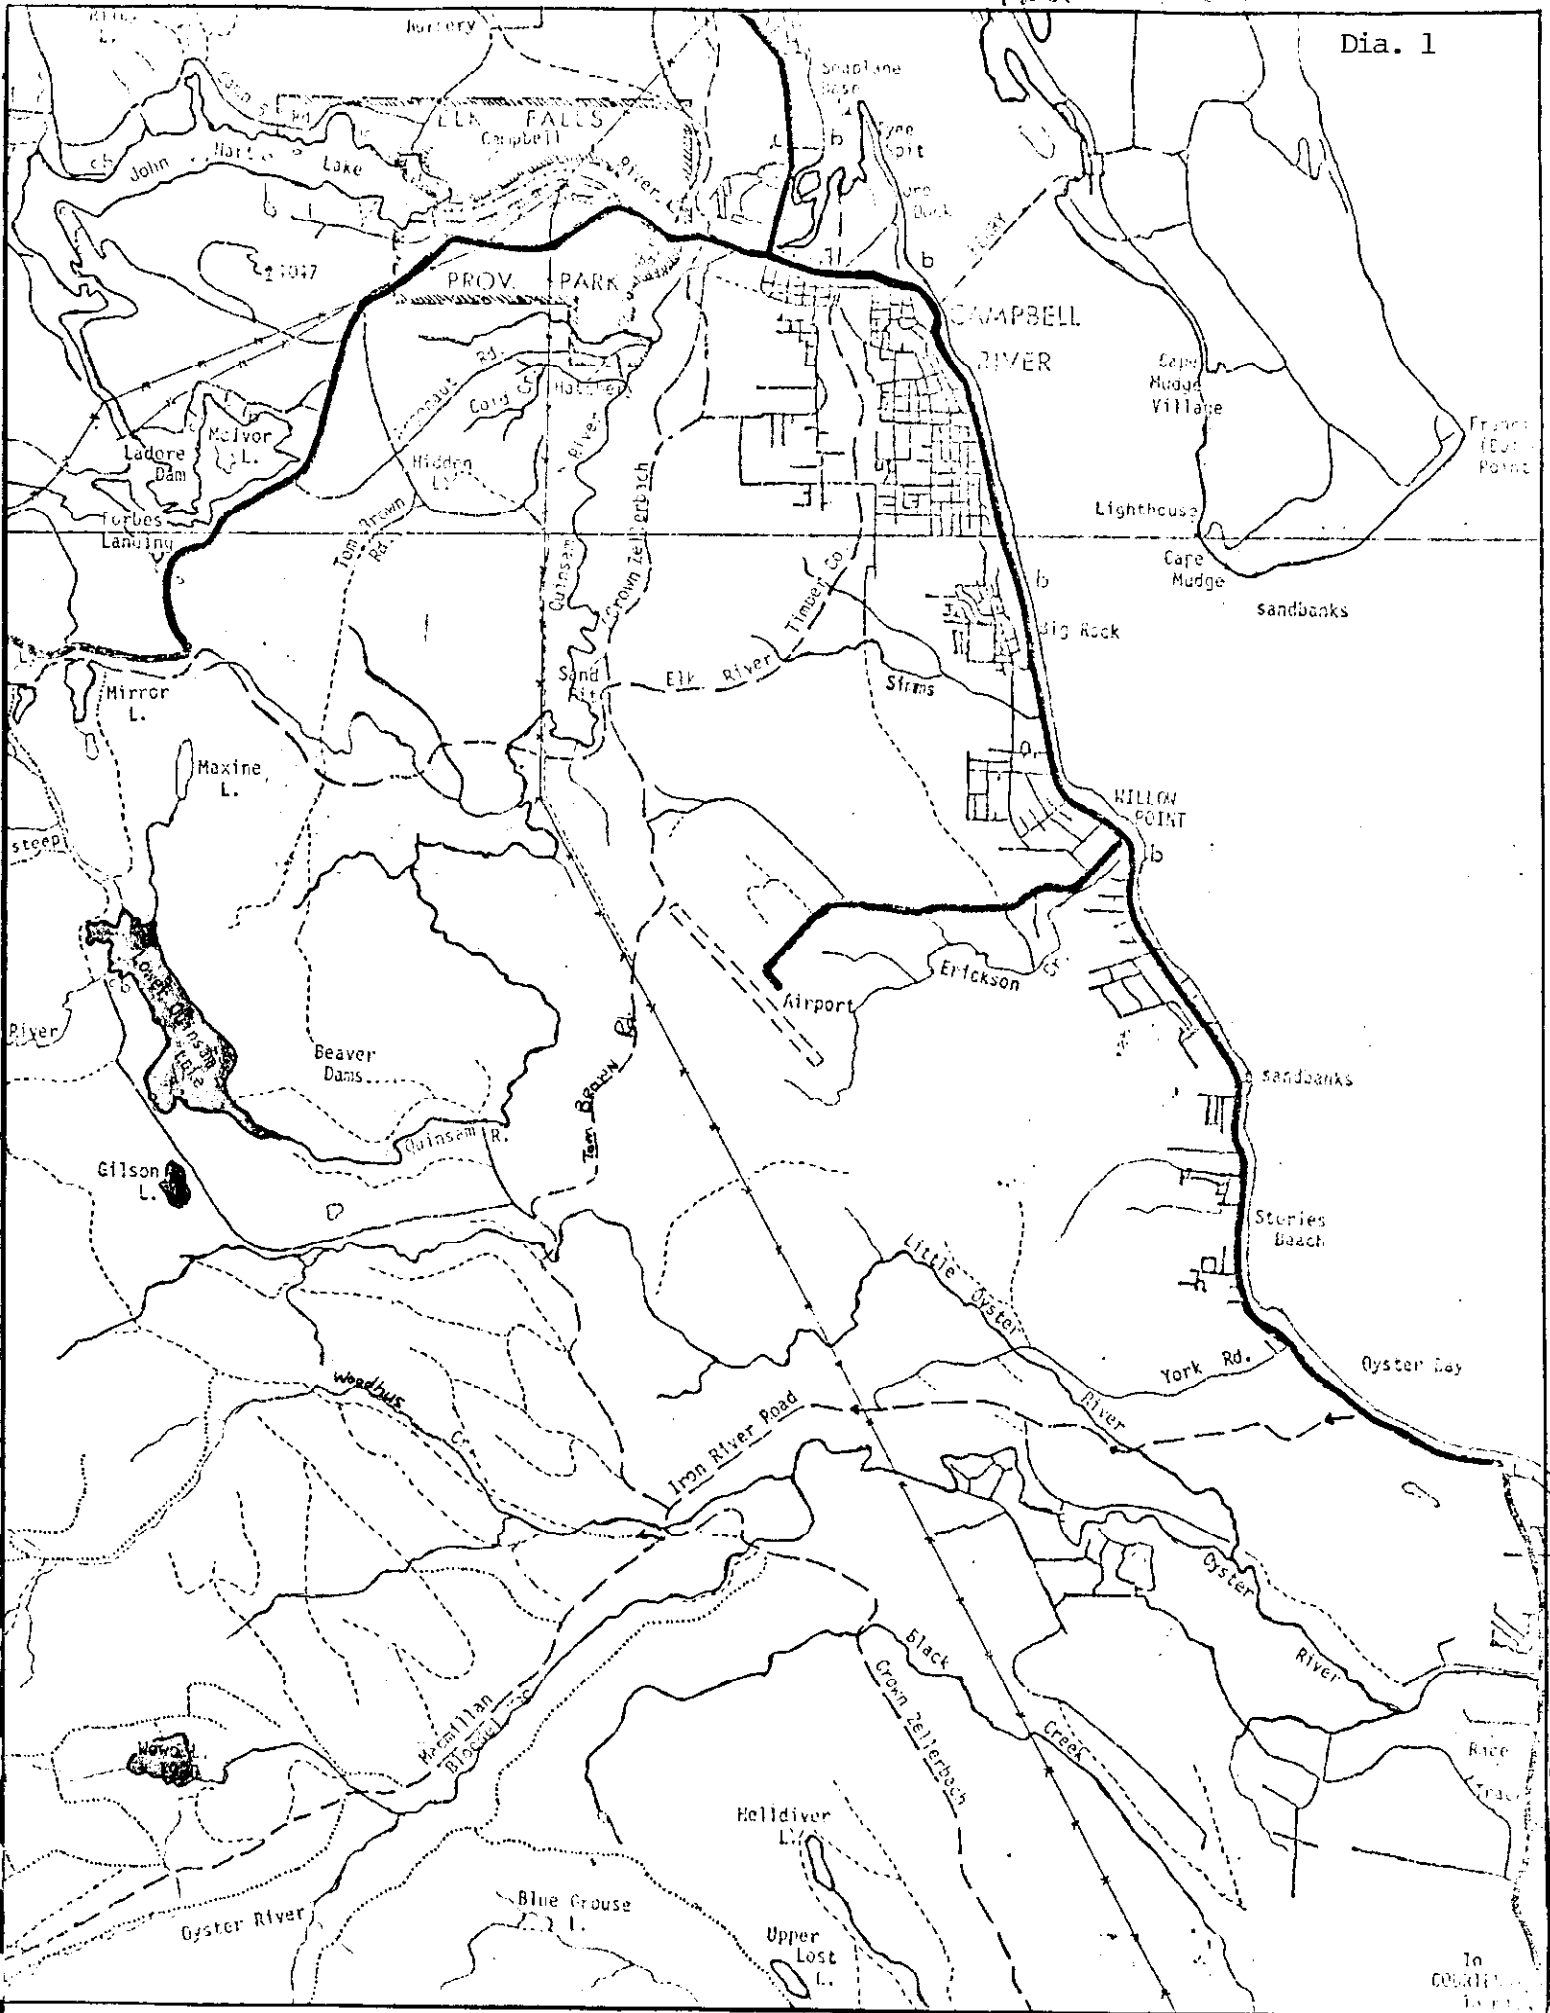 Dia. 1
Seaplane
Base
ELK FALLS
Campbell
River
John Hart Lake
Spit
FERRY
PROV. PARK
CAMPBELL
RIVER
Cape
Mudge
Village
Rd.
Argonaut
Cold Cr.
River
McIvor
L.
Ladore
Dam
Hidden
L.
Crown Zellerbach
Point
Lighthouse
Forbes
Landing
Tom Brown
Rd.
Quinsam
Timber Co.
Cape
Mudge
sandbanks
Big Rock
Mirror
L.
Sand
Pit
Elk River
Simms
Maxine
L.
WILLOW
POINT
steep
Lower Quinsam
Lake
Erickson
Airport
River
Beaver
Dams
Tom BROWN Rd
sandbanks
Quinsam R.
Gilson
L.
Stories
Beach
Little Oyster
River
York Rd.
Oyster Bay
Woodhus
Cr.
Iron River Road
Oyster
River
Black
Creek
Crown Zellerbach
Macmillan
Bloedel
Race
Helldiver
L.
Blue Grouse
L.
Oyster River
Upper
Lost
L.
To